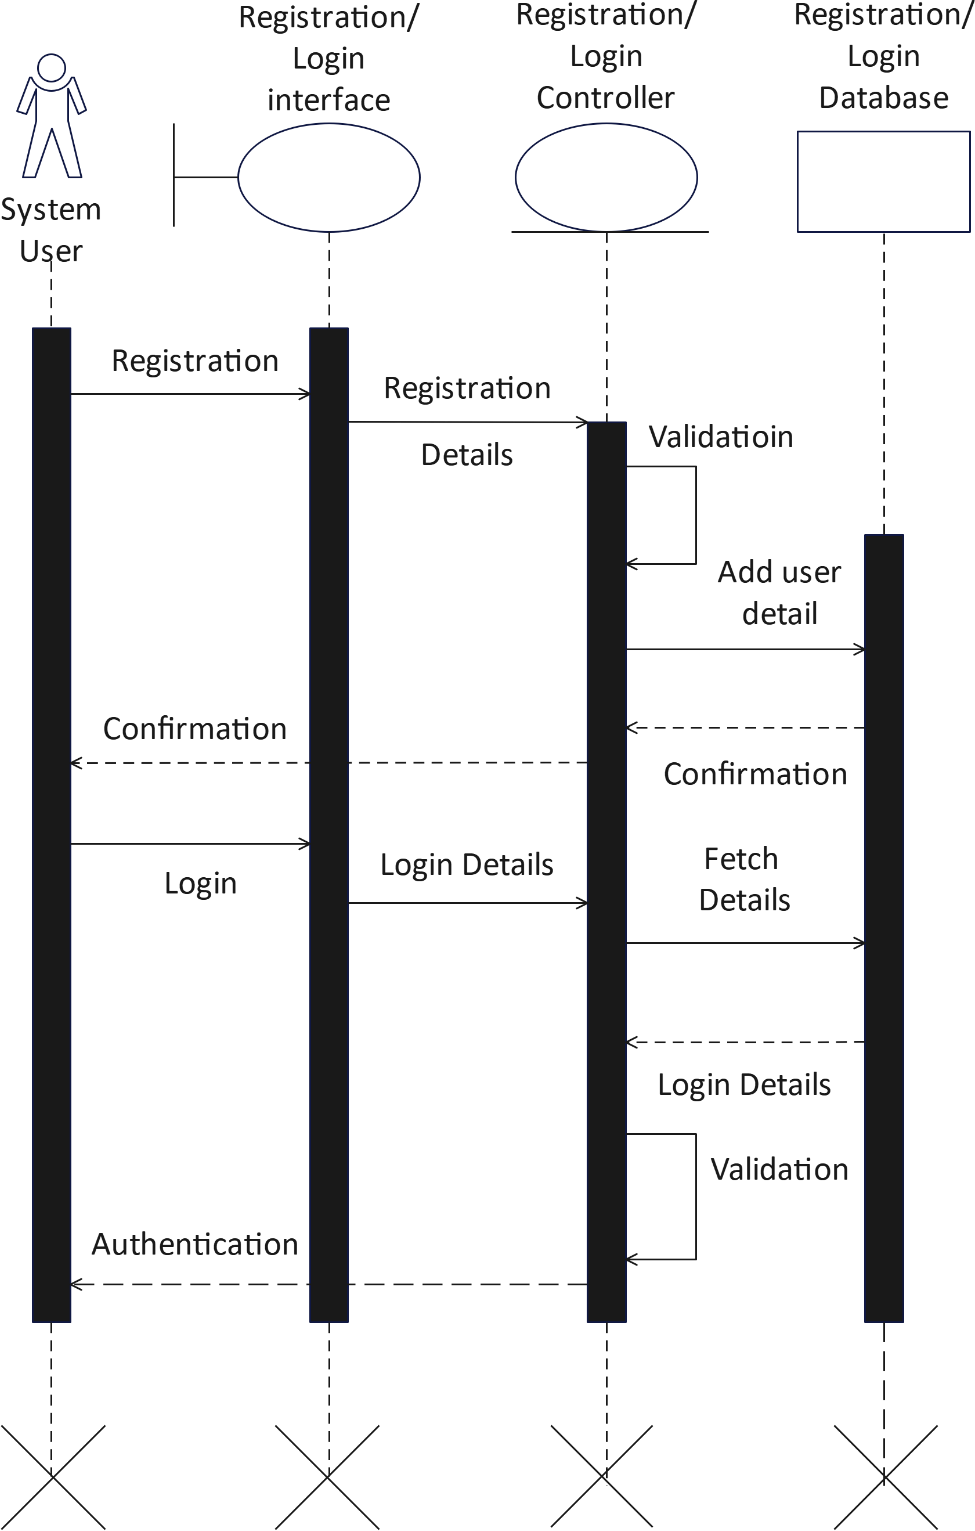 Registration/
Login
interface
Registration/
Login
Controller
Registration/
Login
Database
System
User
Registration
Registration
Details
Validatioin
Add user
detail
Confirmation
Confirmation
Login
Login Details
Fetch
Details
Login Details
Validation
Authentication